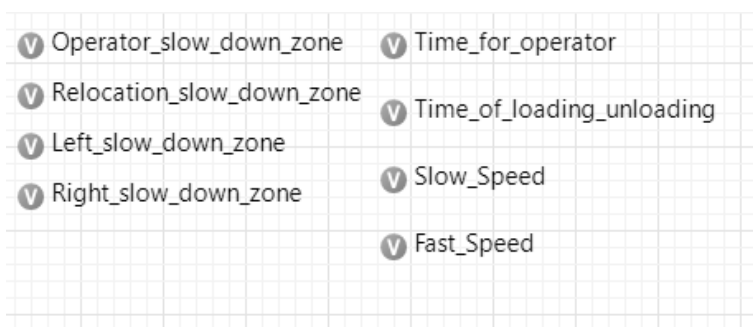 Operator_slow_down_zone
Relocation_slow_down_zone
Left_slow_down_zone
Right_slow_down_zone
Time_for_operator
Time_of_loading_unloading
Slow_Speed
Fast_Speed